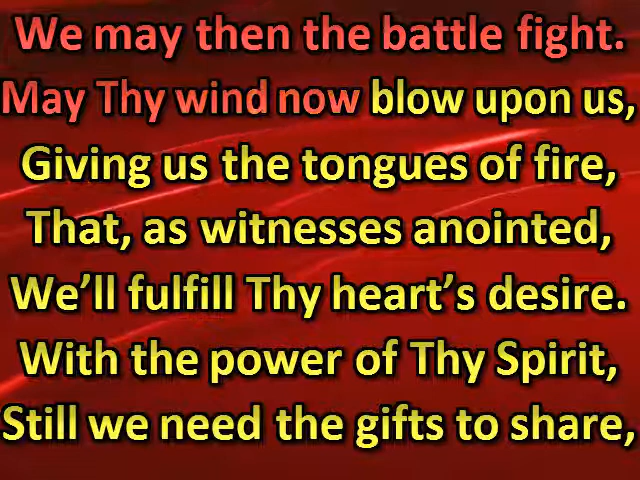 We may then the battle fight.
May Thy wind now blow upon us,
Giving us the tongues of fire,
That, as witnesses anointed,
We’ll fulfill Thy heart’s desire.
With the power of Thy Spirit,
Still we need the gifts to share,